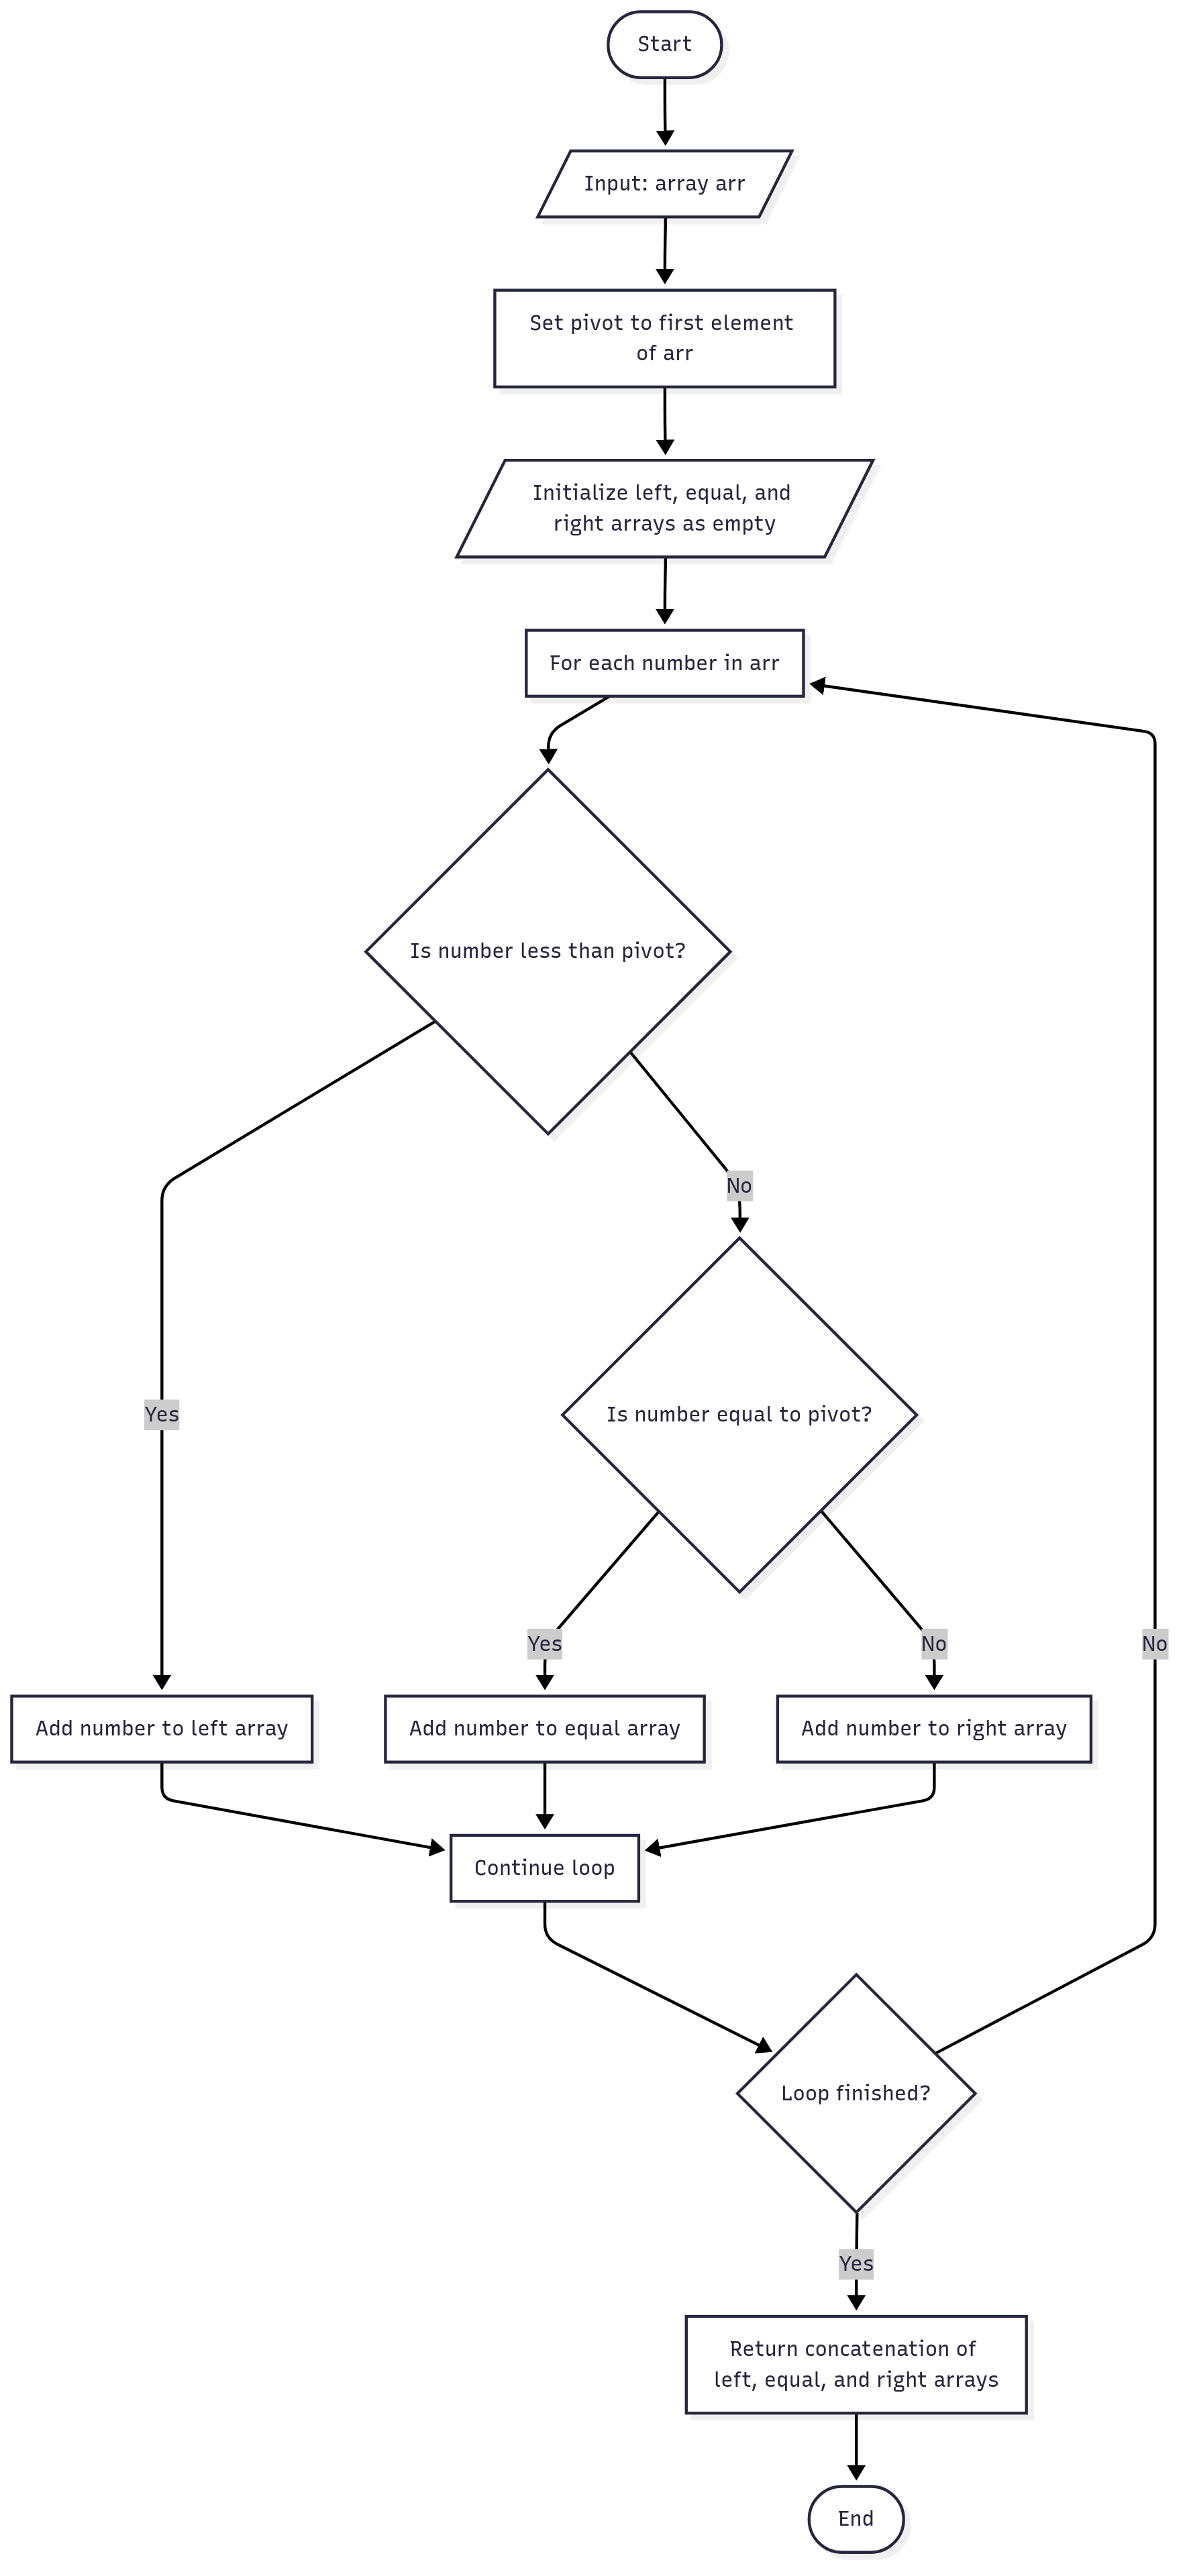 Start
Input: array arr
Set pivot to first element
of arr
Initialize left, equal, and
right arrays as empty
For each number in arr
Is number less than pivot?
No
Yes
Is number equal to pivot?
Yes
No
No
Add number to left array
Add number to equal array
Add number to right array
Continue loop
Loop finished?
Yes
Return concatenation of
left, equal, and right arrays
End